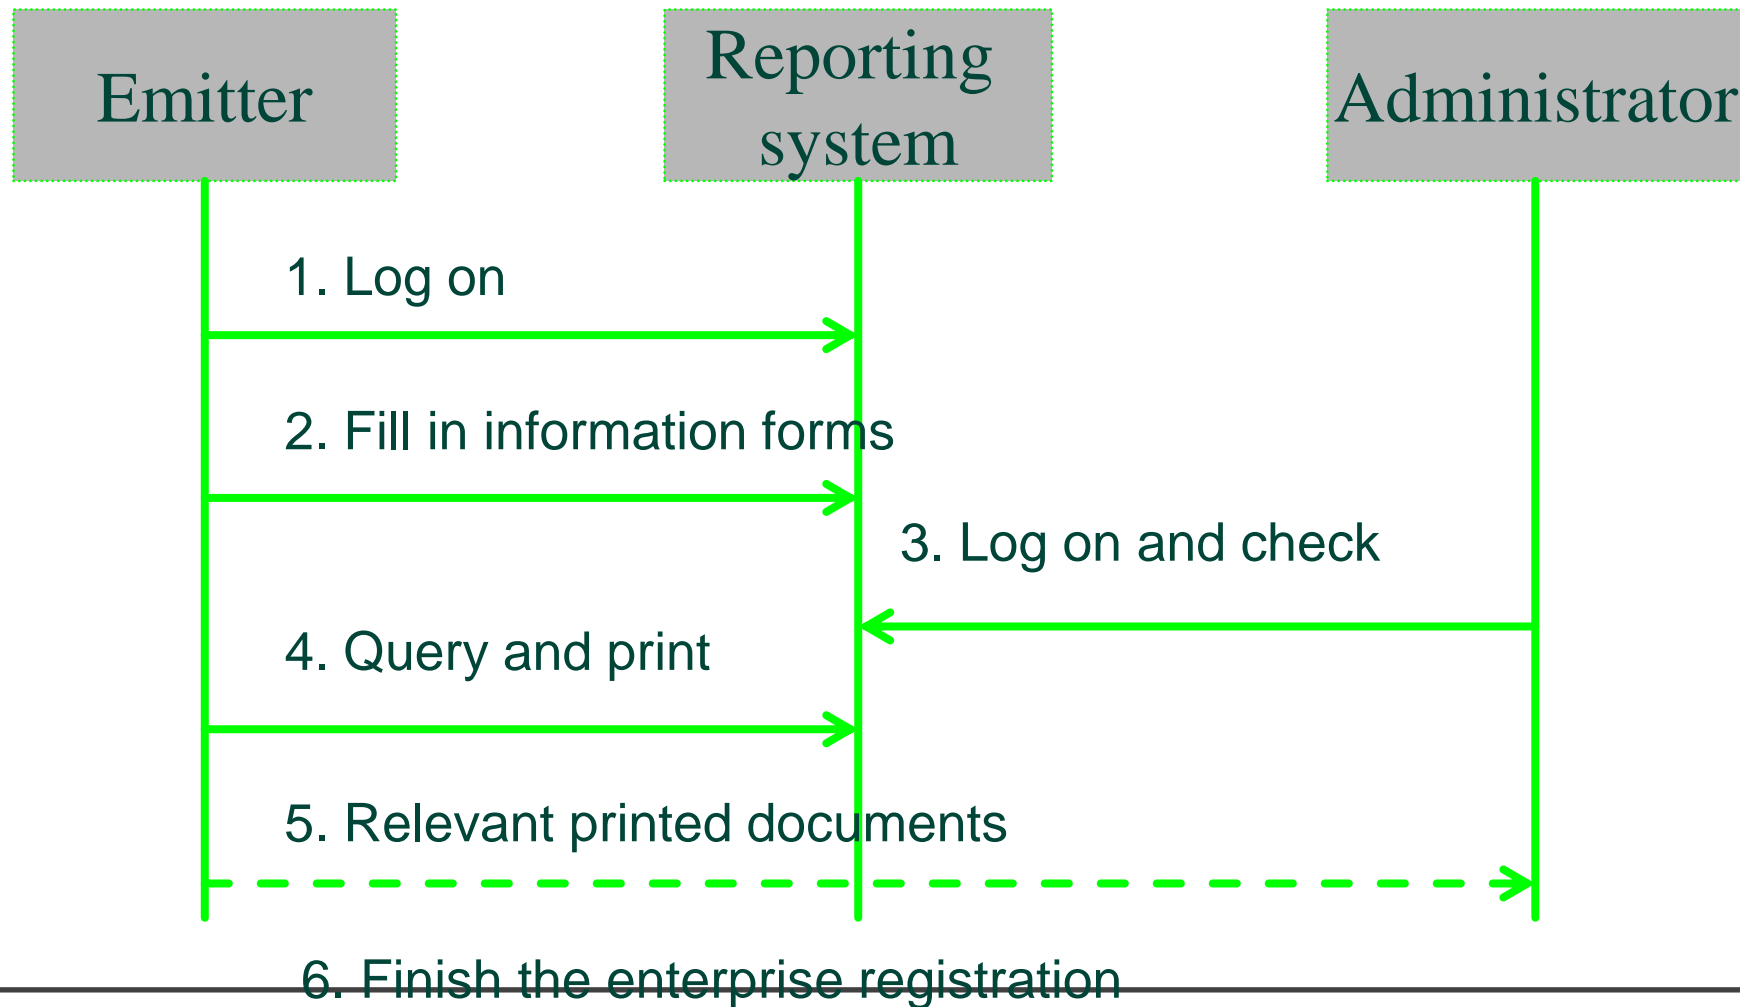 Emitter
Reporting
system
Administrator
1. Log on
2. Fill in information forms
3. Log on and check
4. Query and print
5. Relevant printed documents
6. Finish the enterprise registration